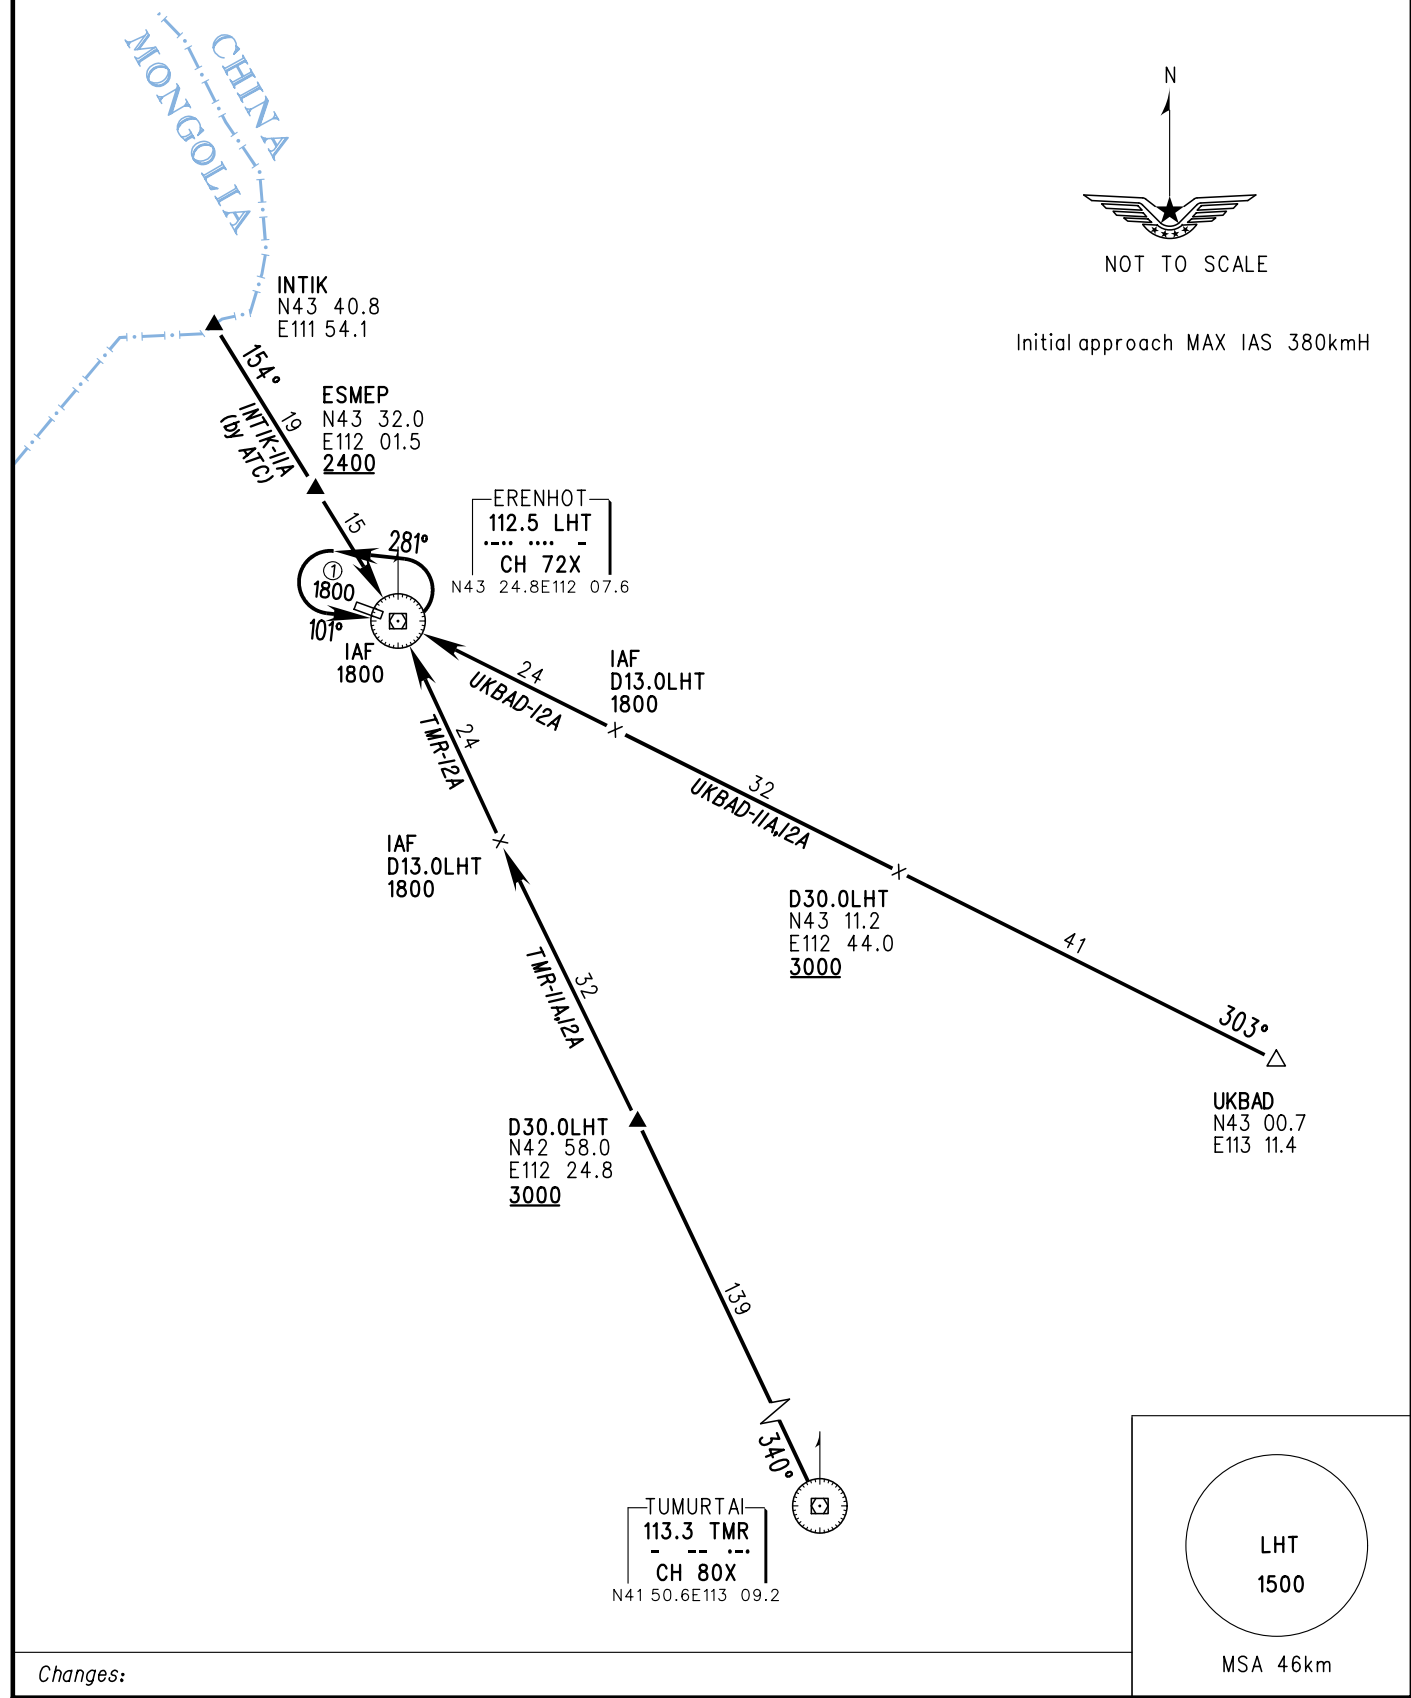 CHINA
MONGOLIA
N
NOT TO SCALE
Initial approach MAX IAS 380kmH
INTIK
N43 40.8
E111 54.1
154°
19
INTIK-11A
(by ATC)
ESMEP
N43 32.0
E112 01.5
2400
15
ERENHOT
112.5 LHT
CH 72X
N43 24.8E112 07.6
281°
①
1800
101°
IAF
1800
24
UKBAD-12A
IAF
D13.0LHT
1800
24
TMR-12A
32
UKBAD-11A,12A
IAF
D13.0LHT
1800
D30.0LHT
N43 11.2
E112 44.0
3000
41
303°
32
TMR-11A,12A
UKBAD
N43 00.7
E113 11.4
D30.0LHT
N42 58.0
E112 24.8
3000
139
340°
TUMURTAI
113.3 TMR
CH 80X
N41 50.6E113 09.2
LHT
1500
MSA 46km
Changes: